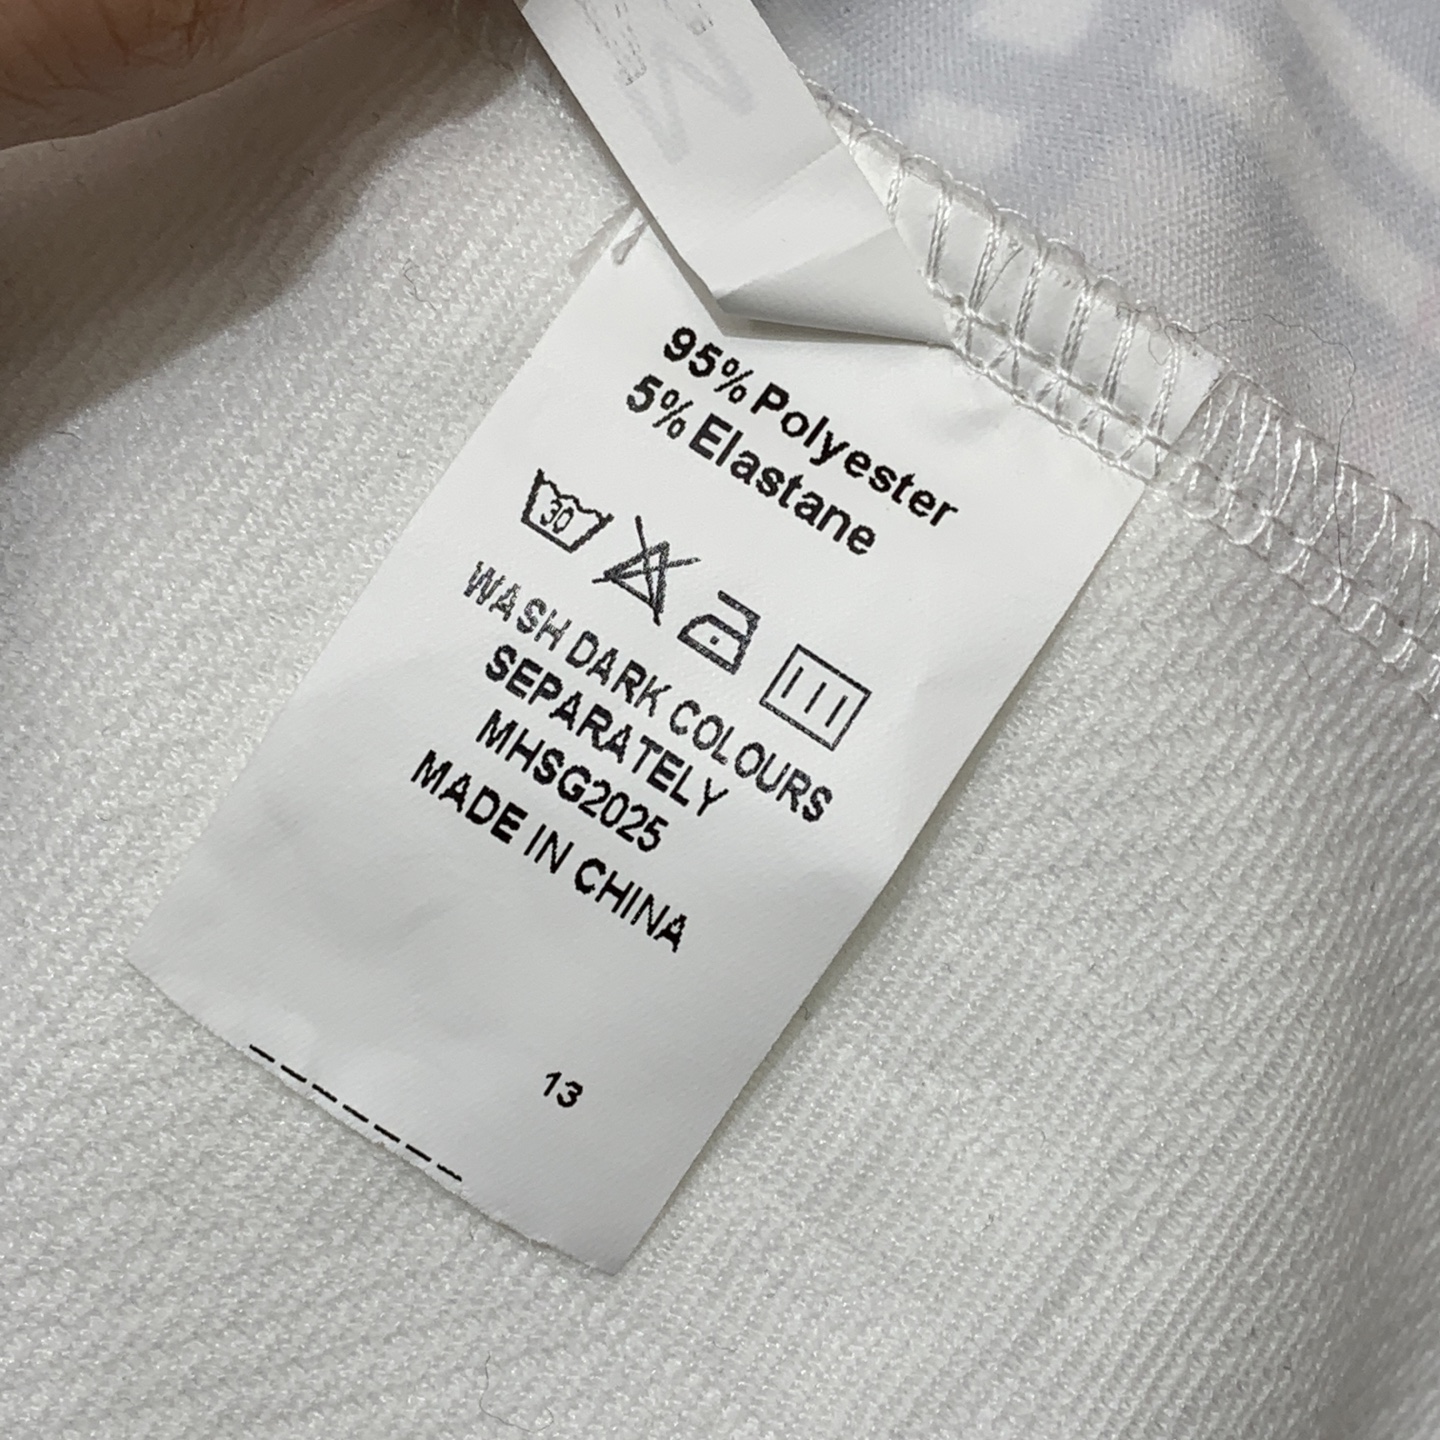 95% Polyester
5% Elastane
30
WASH DARK COLOURS
SEPARATELY
MHSG2025
MADE IN CHINA
13